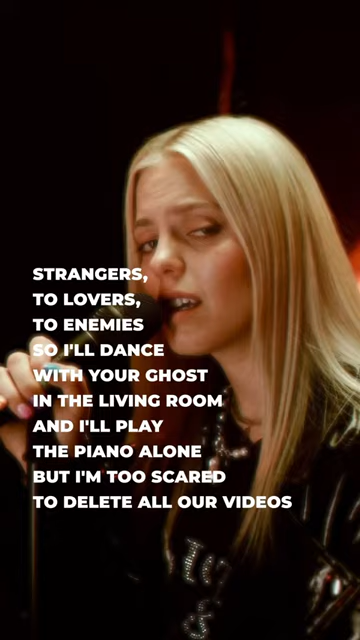 STRANGERS,
TO LOVERS,
TO ENEMIES
SO I'LL DANCE
WITH YOUR GHOST
IN THE LIVING ROOM
AND I'LL PLAY
THE PIANO ALONE
BUT I'M TOO SCARED
TO DELETE ALL OUR VIDEOS